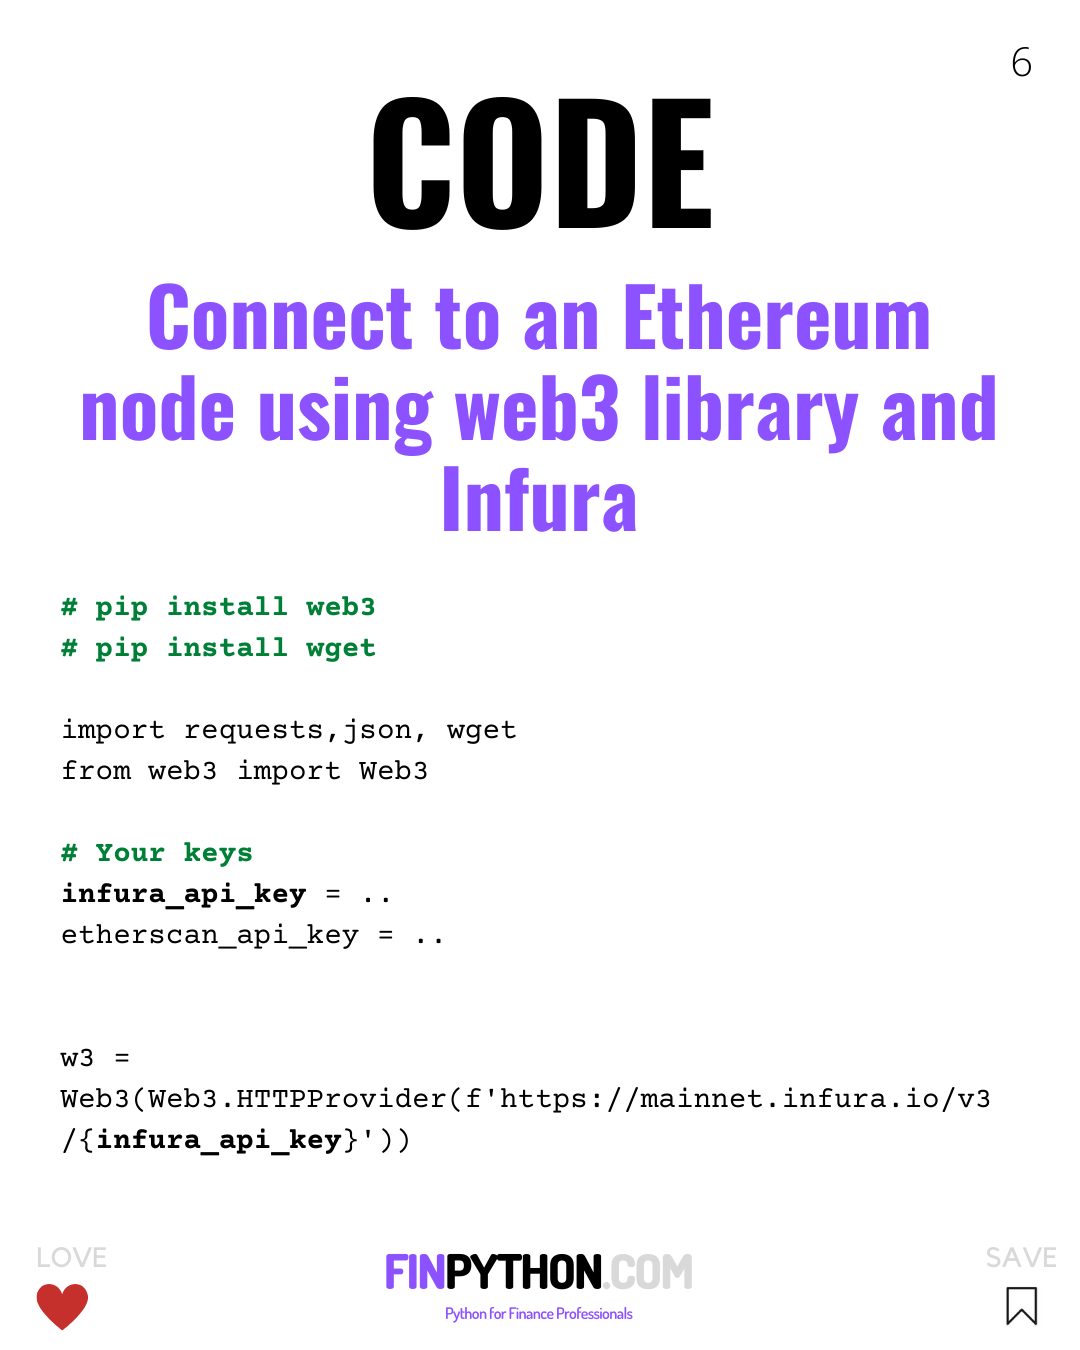 6
CODE
Connect to an Ethereum
node using web3 library and
Infura
# pip install web3
# pip install wget
import requests,json, wget
from web3 import Web3
# Your keys
infura_api_key = ..
etherscan_api_key = ..
w3 =
Web3(Web3.HTTPProvider(f'https://mainnet.infura.io/v3
/{infura_api_key}'))
LOVE
FINPYTHON.COM
Python for Finance Professionals
SAVE